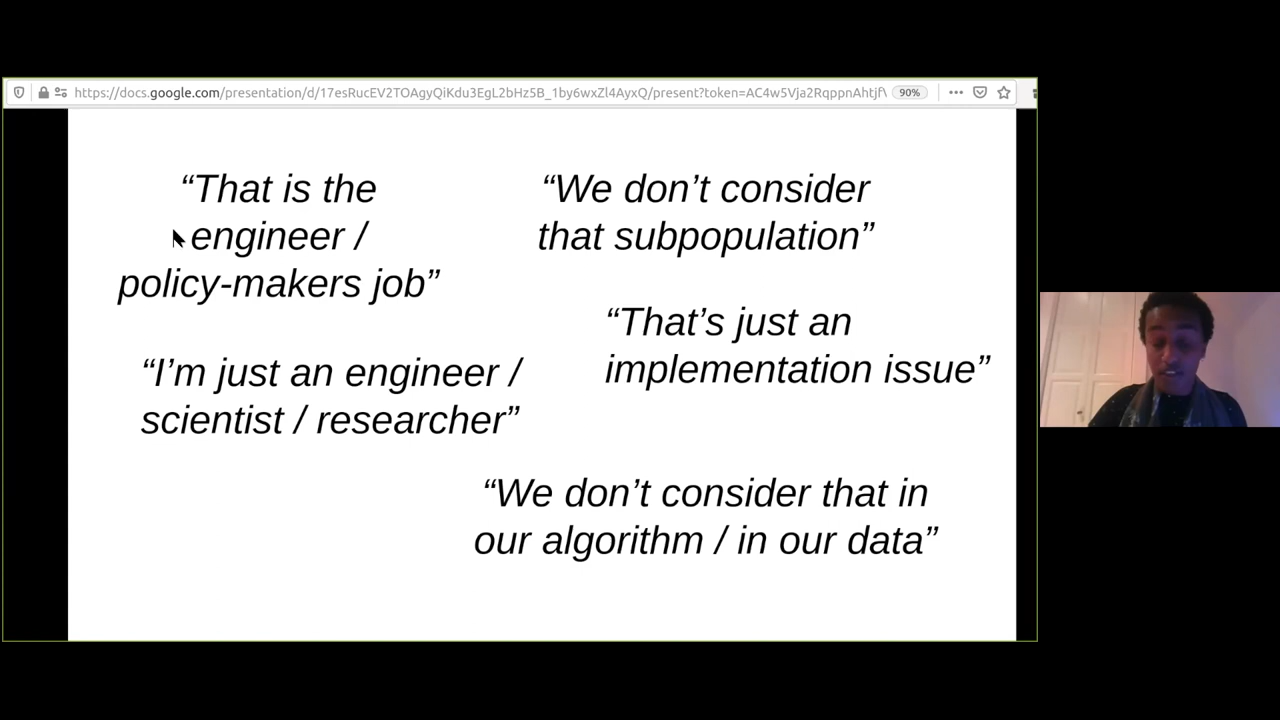 https://docs.google.com/presentation/d/17esRucEV2TOAgyQiKdu3EgL2bHz5B_1by6wxZl4AyxQ/present?token=AC4w5Vja2RqppnAhtjf 90%
“That is the
engineer /
policy-makers job”
“We don’t consider
that subpopulation”
“That’s just an
implementation issue”
“I’m just an engineer /
scientist / researcher”
“We don’t consider that in
our algorithm / in our data”